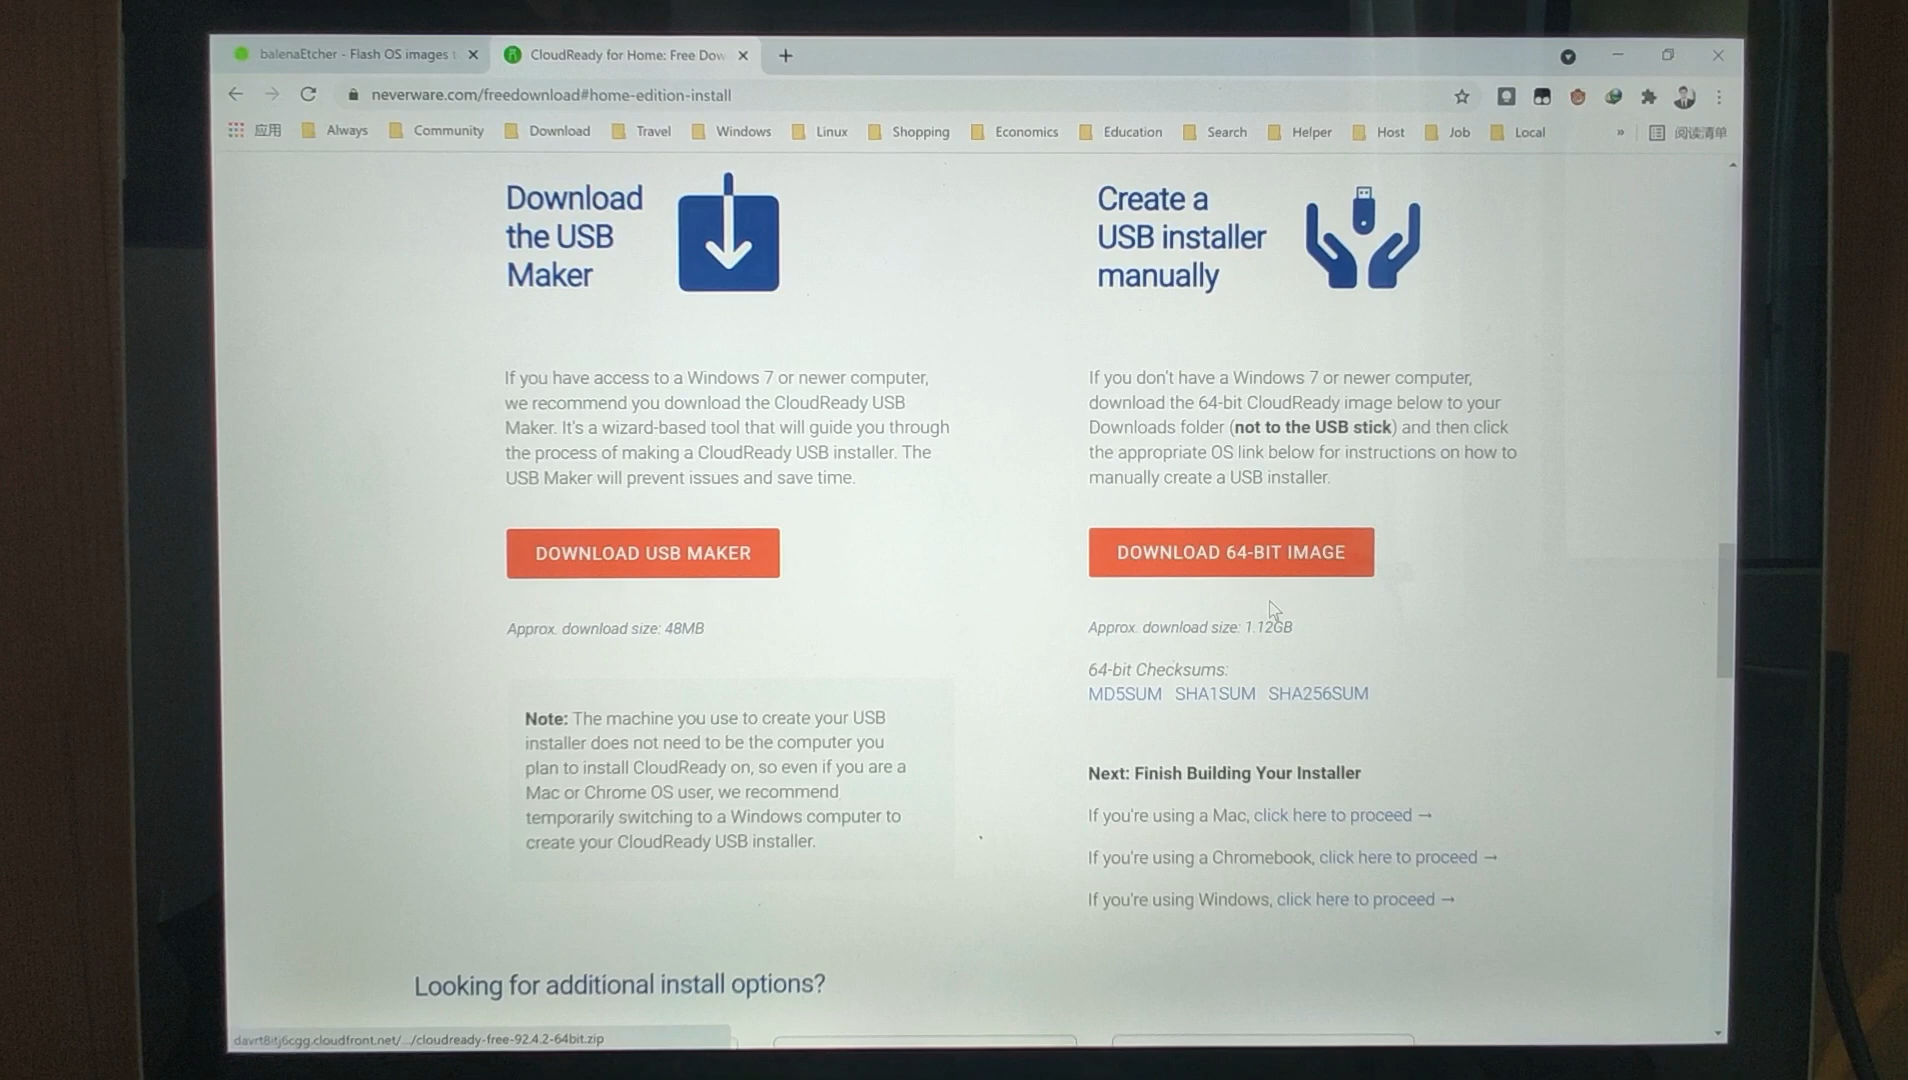 balenaEtcher - Flash OS images t
CloudReady for Home: Free Dow
neverware.com/freedownload#home-edition-install
应用 Always Community Download Travel Windows Linux Shopping Economics Education Search Helper Host Job Local » 阅读清单
Download
the USB
Maker
Create a
USB installer
manually
If you have access to a Windows 7 or newer computer,
we recommend you download the CloudReady USB
Maker. It's a wizard-based tool that will guide you through
the process of making a CloudReady USB installer. The
USB Maker will prevent issues and save time.
If you don't have a Windows 7 or newer computer,
download the 64-bit CloudReady image below to your
Downloads folder (not to the USB stick) and then click
the appropriate OS link below for instructions on how to
manually create a USB installer.
DOWNLOAD USB MAKER
DOWNLOAD 64-BIT IMAGE
Approx. download size: 48MB
Approx. download size: 1.12GB
64-bit Checksums:
MD5SUM SHA1SUM SHA256SUM
Note: The machine you use to create your USB
installer does not need to be the computer you
plan to install CloudReady on, so even if you are a
Mac or Chrome OS user, we recommend
temporarily switching to a Windows computer to
create your CloudReady USB installer.
Next: Finish Building Your Installer
If you're using a Mac, click here to proceed →
If you're using a Chromebook, click here to proceed →
If you're using Windows, click here to proceed →
Looking for additional install options?
davrt8itj6cgg.cloudfront.net/.../cloudready-free-92.4.2-64bit.zip